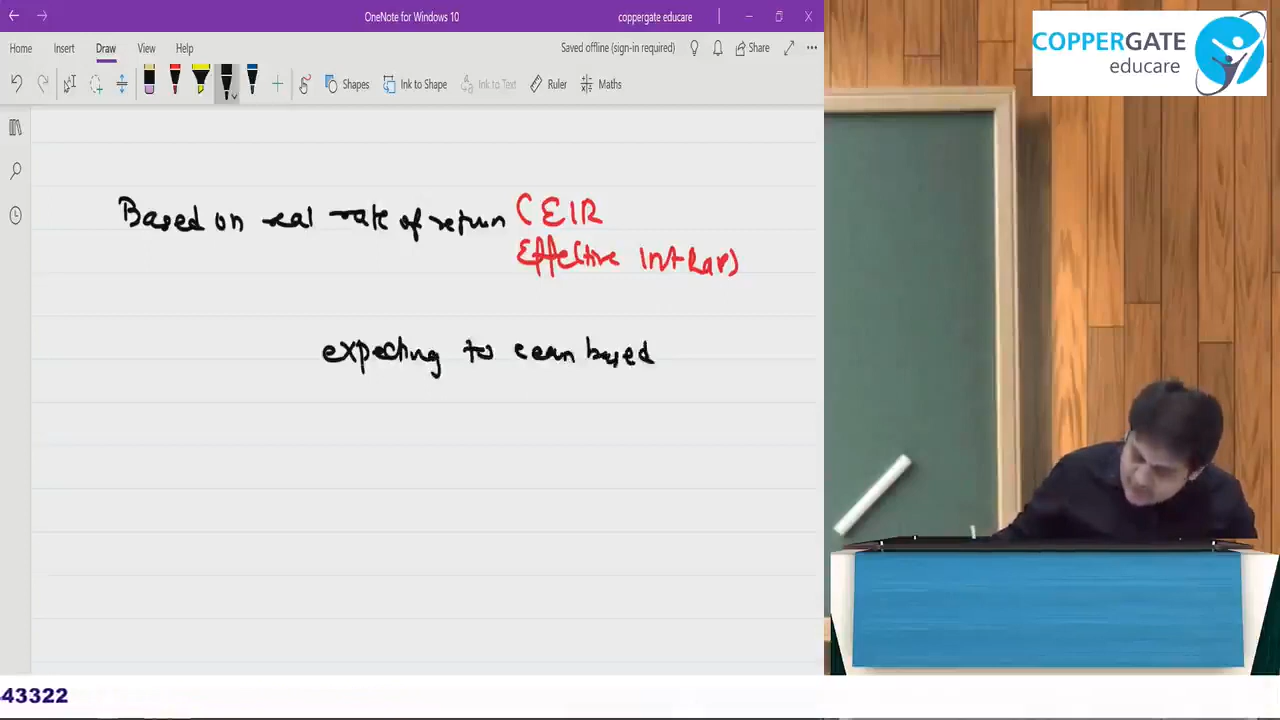 OneNote for Windows 10
coppergate educare
Home Insert Draw View Help
Saved offline (sign-in required)
Share
Shapes
Ink to Shape
Ink to Text
Ruler
Maths
COPPERGATE
educare
Based on real rate of return (EIR
Effective Int Rar)
expecting to earn based
43322